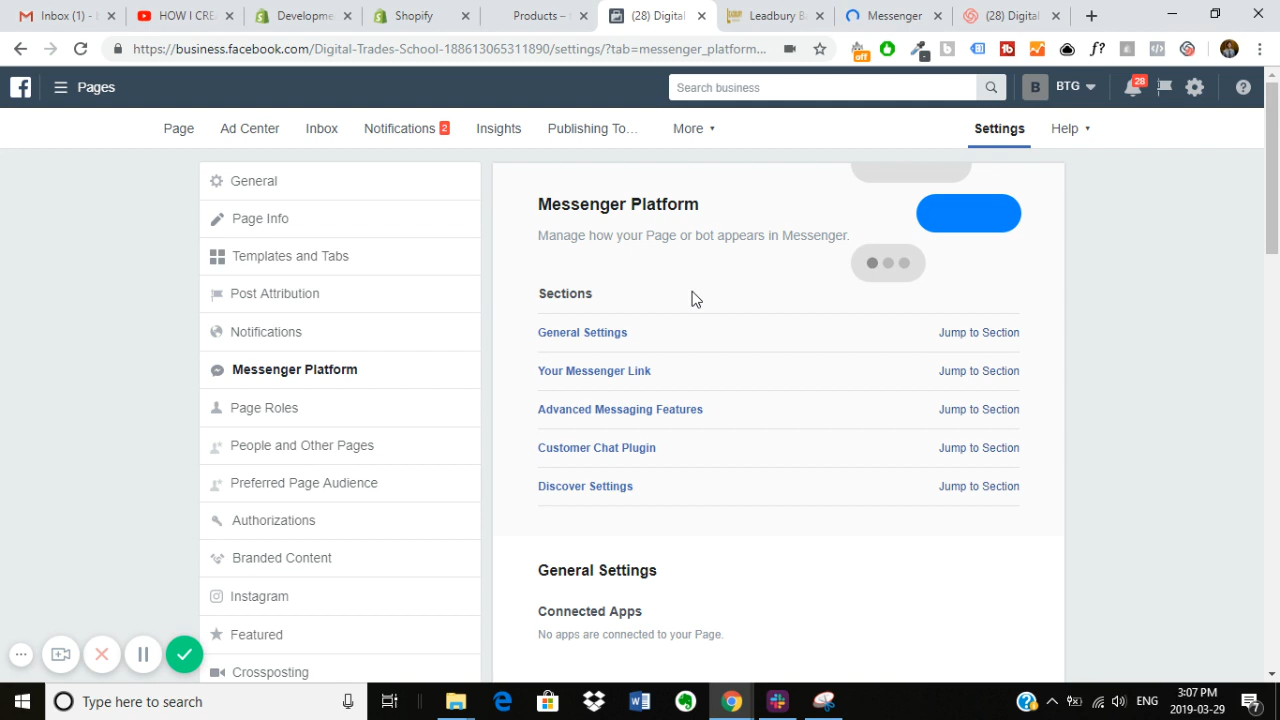 Inbox (1) - E
HOW I CRE
Developme
Shopify
Products –
(28) Digital
Leadbury B
Messenger
(28) Digital
https://business.facebook.com/Digital-Trades-School-188613065311890/settings/?tab=messenger_platform...
off
f?
Pages
Search business
B
BTG
28
Page
Ad Center
Inbox
Notifications 2
Insights
Publishing To…
More
Settings
Help
General
Page Info
Templates and Tabs
Post Attribution
Notifications
Messenger Platform
Page Roles
People and Other Pages
Preferred Page Audience
Authorizations
Branded Content
Instagram
Featured
Crossposting
Messenger Platform
Manage how your Page or bot appears in Messenger.
Sections
General Settings Jump to Section
Your Messenger Link Jump to Section
Advanced Messaging Features Jump to Section
Customer Chat Plugin Jump to Section
Discover Settings Jump to Section
General Settings
Connected Apps
No apps are connected to your Page.
Type here to search
ENG
3:07 PM
2019-03-29
7